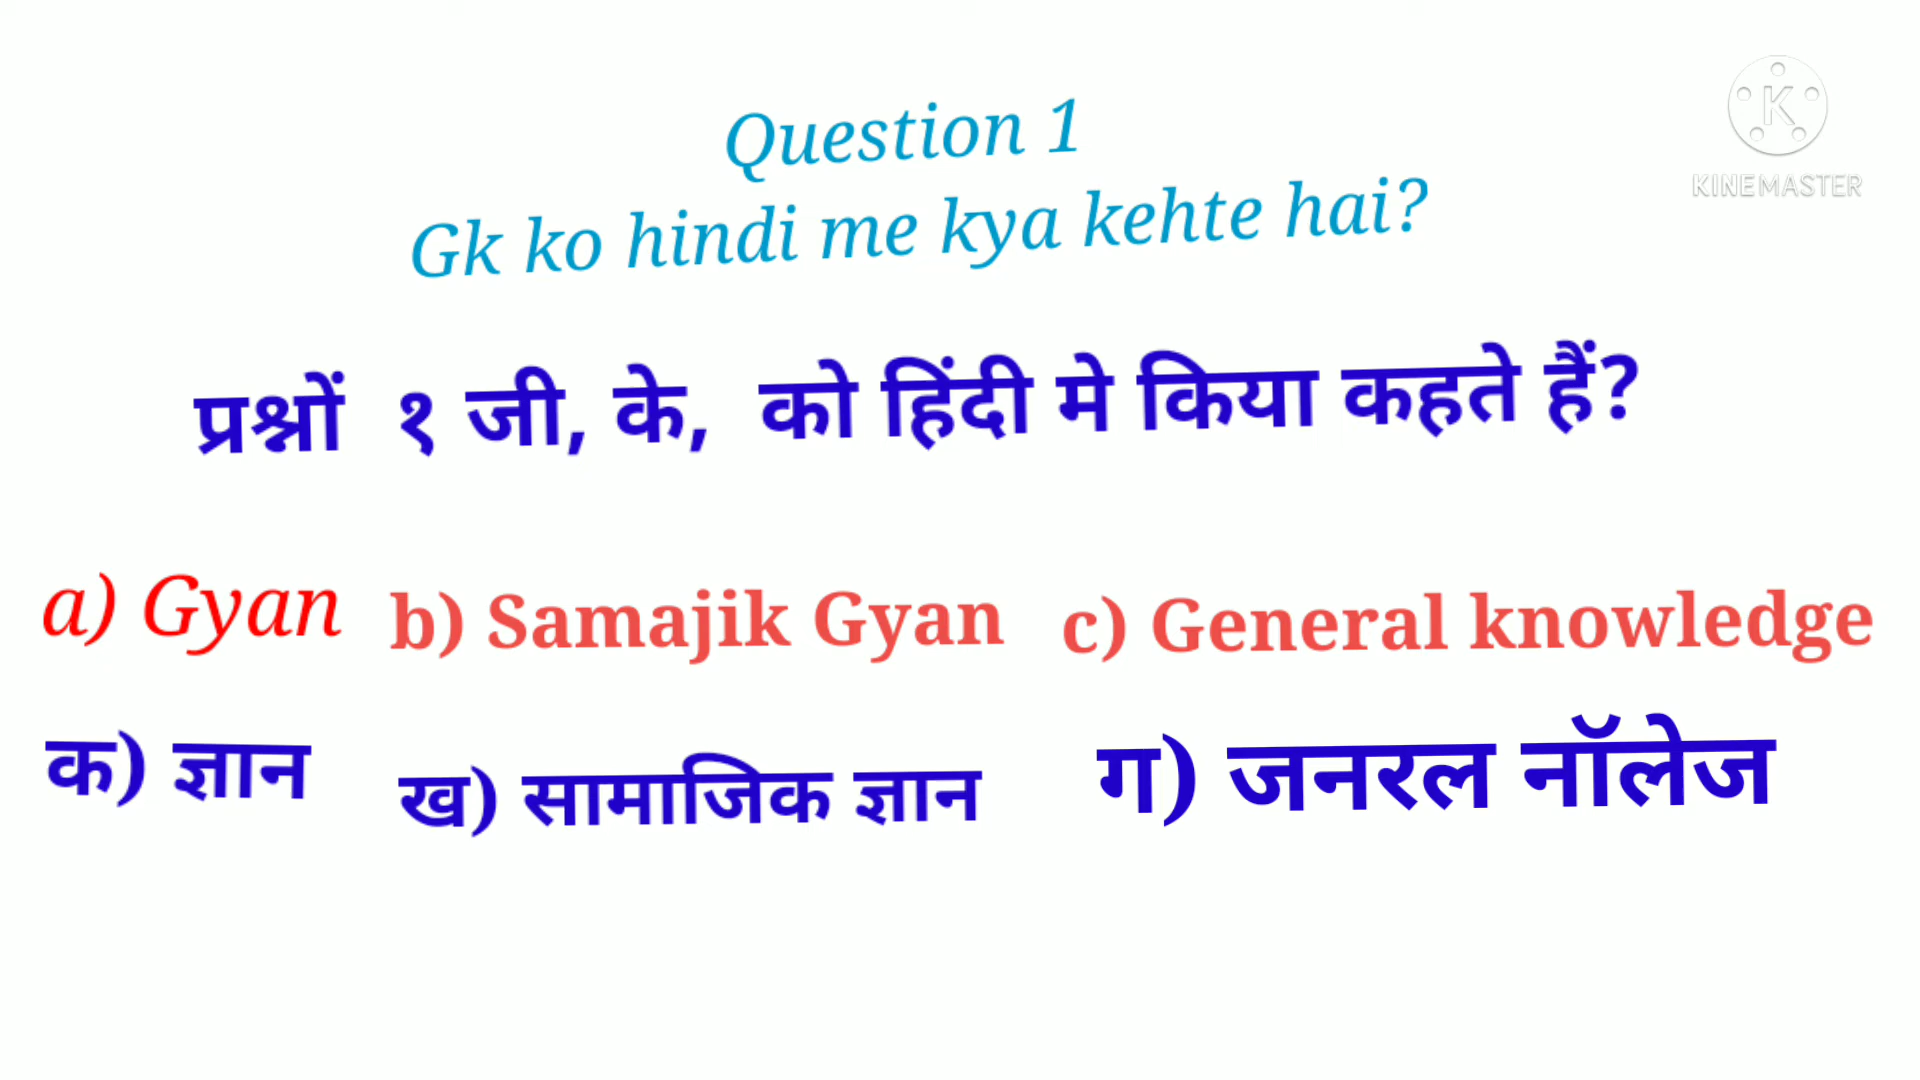 Question 1
Gk ko hindi me kya kehte hai?
प्रश्नों १ जी, के, को हिंदी मे किया कहते हैं?
a) Gyan b) Samajik Gyan c) General knowledge
क) ज्ञान ख) सामाजिक ज्ञान ग) जनरल नॉलेज
K
KINEMASTER